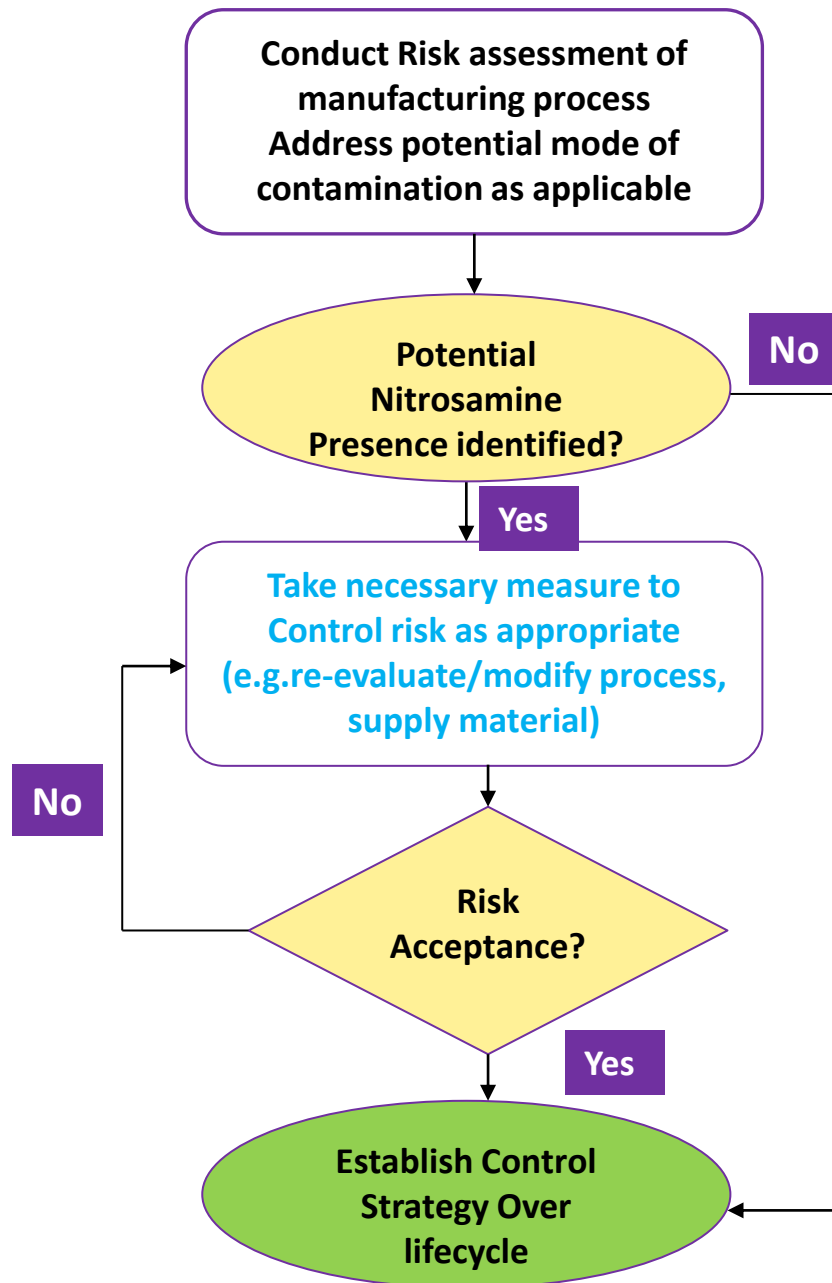 Conduct Risk assessment of
manufacturing process
Address potential mode of
contamination as applicable
Potential
Nitrosamine
Presence identified?
No
Yes
Take necessary measure to
Control risk as appropriate
(e.g.re-evaluate/modify process,
supply material)
No
Risk
Acceptance?
Yes
Establish Control
Strategy Over
lifecycle